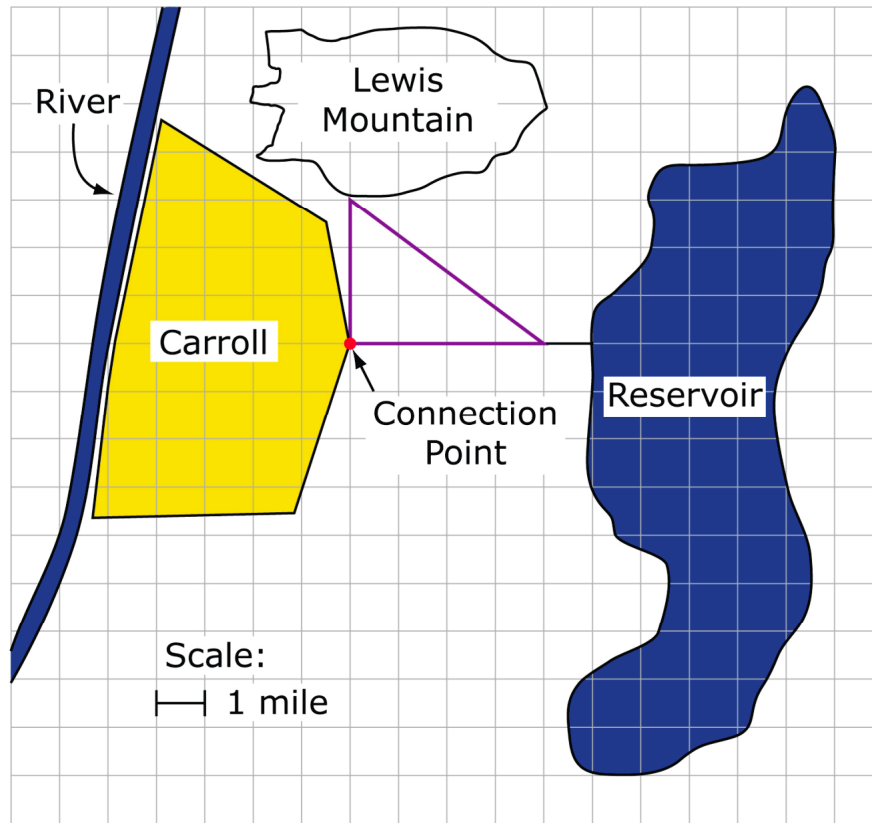 Lewis
Mountain
River
Carroll
Reservoir
Connection
Point
Scale:
1 mile